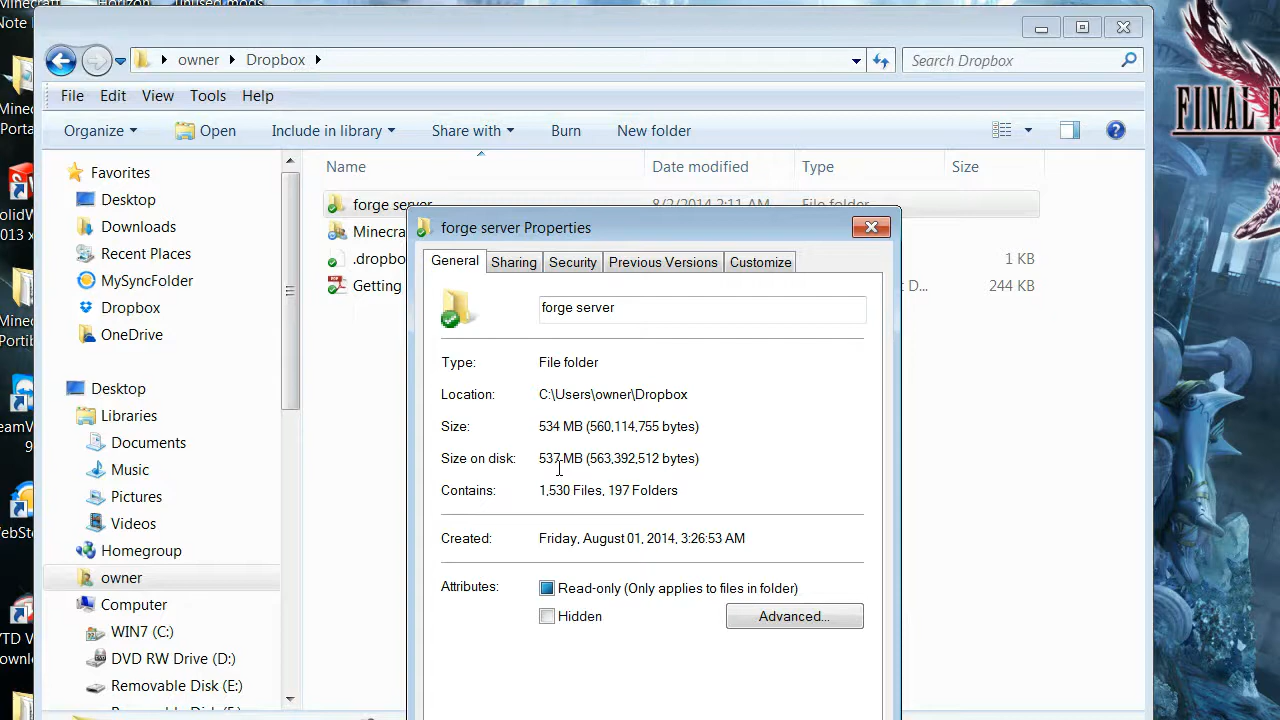 Minecraft
Note
Horizon
unused mods
owner
Dropbox
Search Dropbox
FINAL F
File Edit View Tools Help
Organize Open Include in library Share with Burn New folder
Name Date modified Type Size
Favorites
Desktop
Downloads
Recent Places
MySyncFolder
Dropbox
OneDrive
Desktop
Libraries
Documents
Music
Pictures
Videos
Homegroup
owner
Computer
WIN7 (C:)
DVD RW Drive (D:)
Removable Disk (E:)
forge server 8/2/2014 2:11 AM File folder
Minecra
.dropbo 1 KB
Getting D... 244 KB
forge server Properties
General Sharing Security Previous Versions Customize
forge server
Type: File folder
Location: C:\Users\owner\Dropbox
Size: 534 MB (560,114,755 bytes)
Size on disk: 537 MB (563,392,512 bytes)
Contains: 1,530 Files, 197 Folders
Created: Friday, August 01, 2014, 3:26:53 AM
Attributes: Read-only (Only applies to files in folder)
Hidden
Advanced...